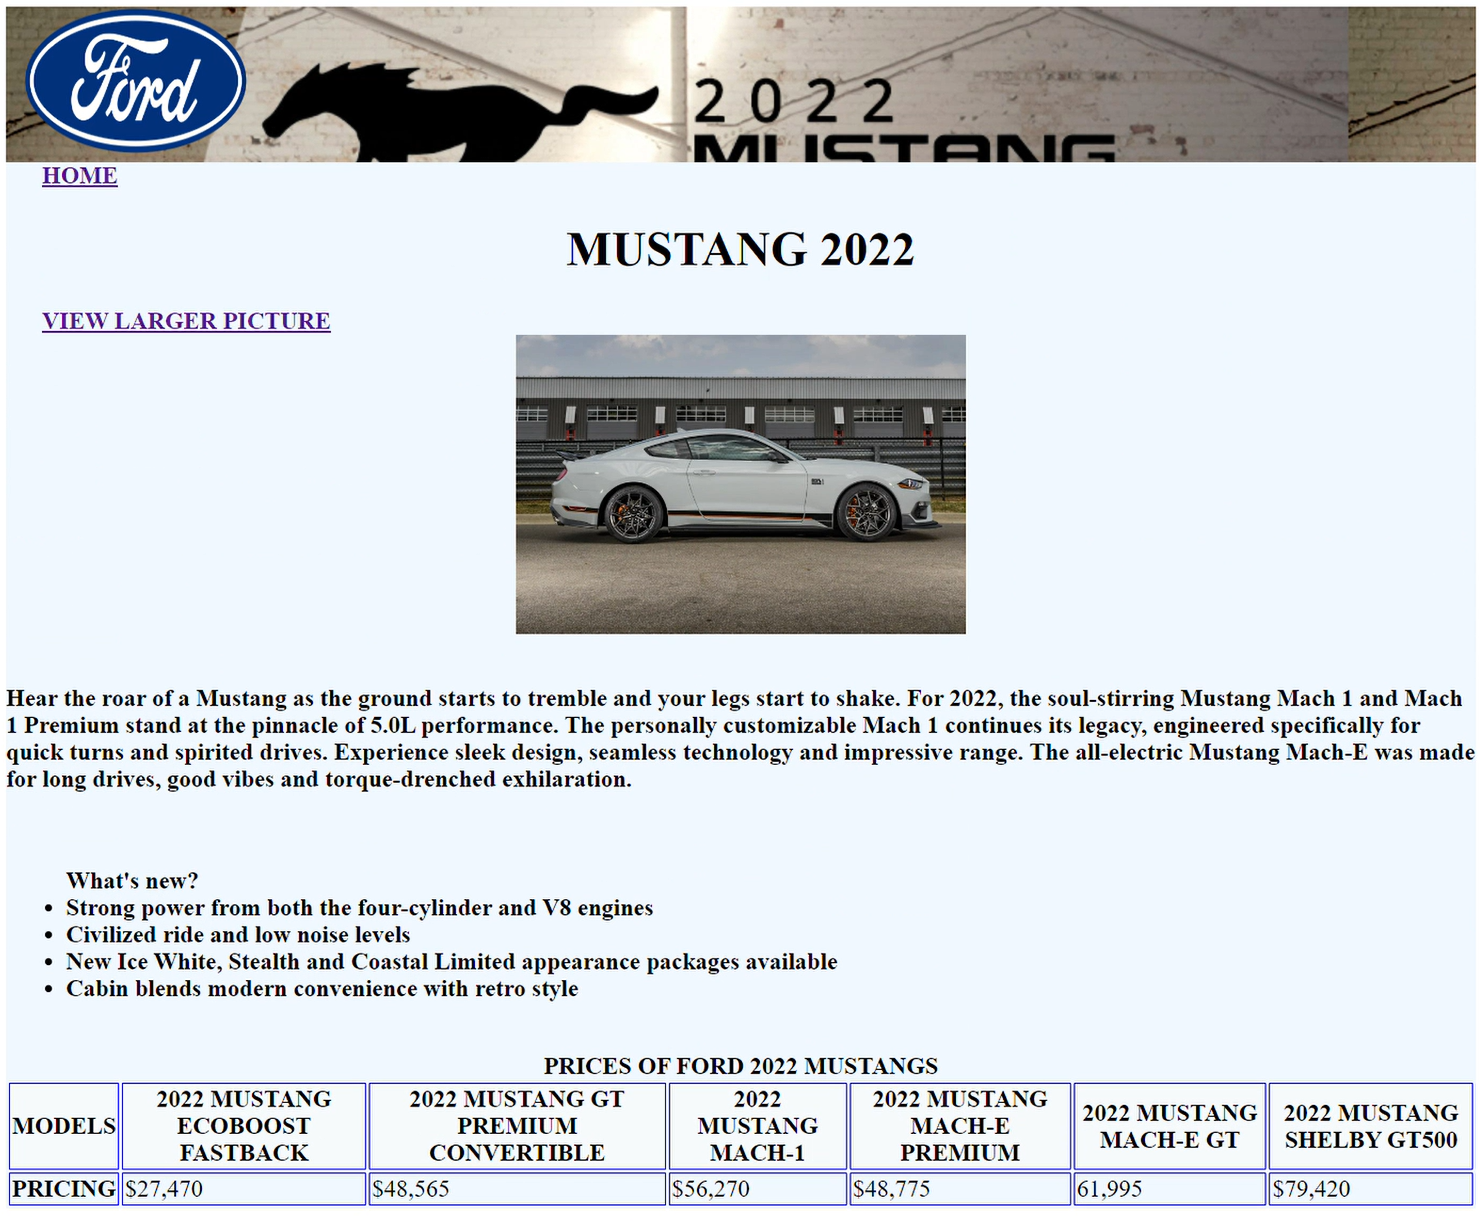 Ford
2022
MUSTANG
HOME
MUSTANG 2022
VIEW LARGER PICTURE
Hear the roar of a Mustang as the ground starts to tremble and your legs start to shake. For 2022, the soul-stirring Mustang Mach 1 and Mach
1 Premium stand at the pinnacle of 5.0L performance. The personally customizable Mach 1 continues its legacy, engineered specifically for
quick turns and spirited drives. Experience sleek design, seamless technology and impressive range. The all-electric Mustang Mach-E was made
for long drives, good vibes and torque-drenched exhilaration.
What's new?
• Strong power from both the four-cylinder and V8 engines
• Civilized ride and low noise levels
• New Ice White, Stealth and Coastal Limited appearance packages available
• Cabin blends modern convenience with retro style
PRICES OF FORD 2022 MUSTANGS
MODELS
2022 MUSTANG
ECOBOOST
FASTBACK
2022 MUSTANG GT
PREMIUM
CONVERTIBLE
2022
MUSTANG
MACH-1
2022 MUSTANG
MACH-E
PREMIUM
2022 MUSTANG
MACH-E GT
2022 MUSTANG
SHELBY GT500
PRICING $27,470 $48,565 $56,270 $48,775 61,995 $79,420